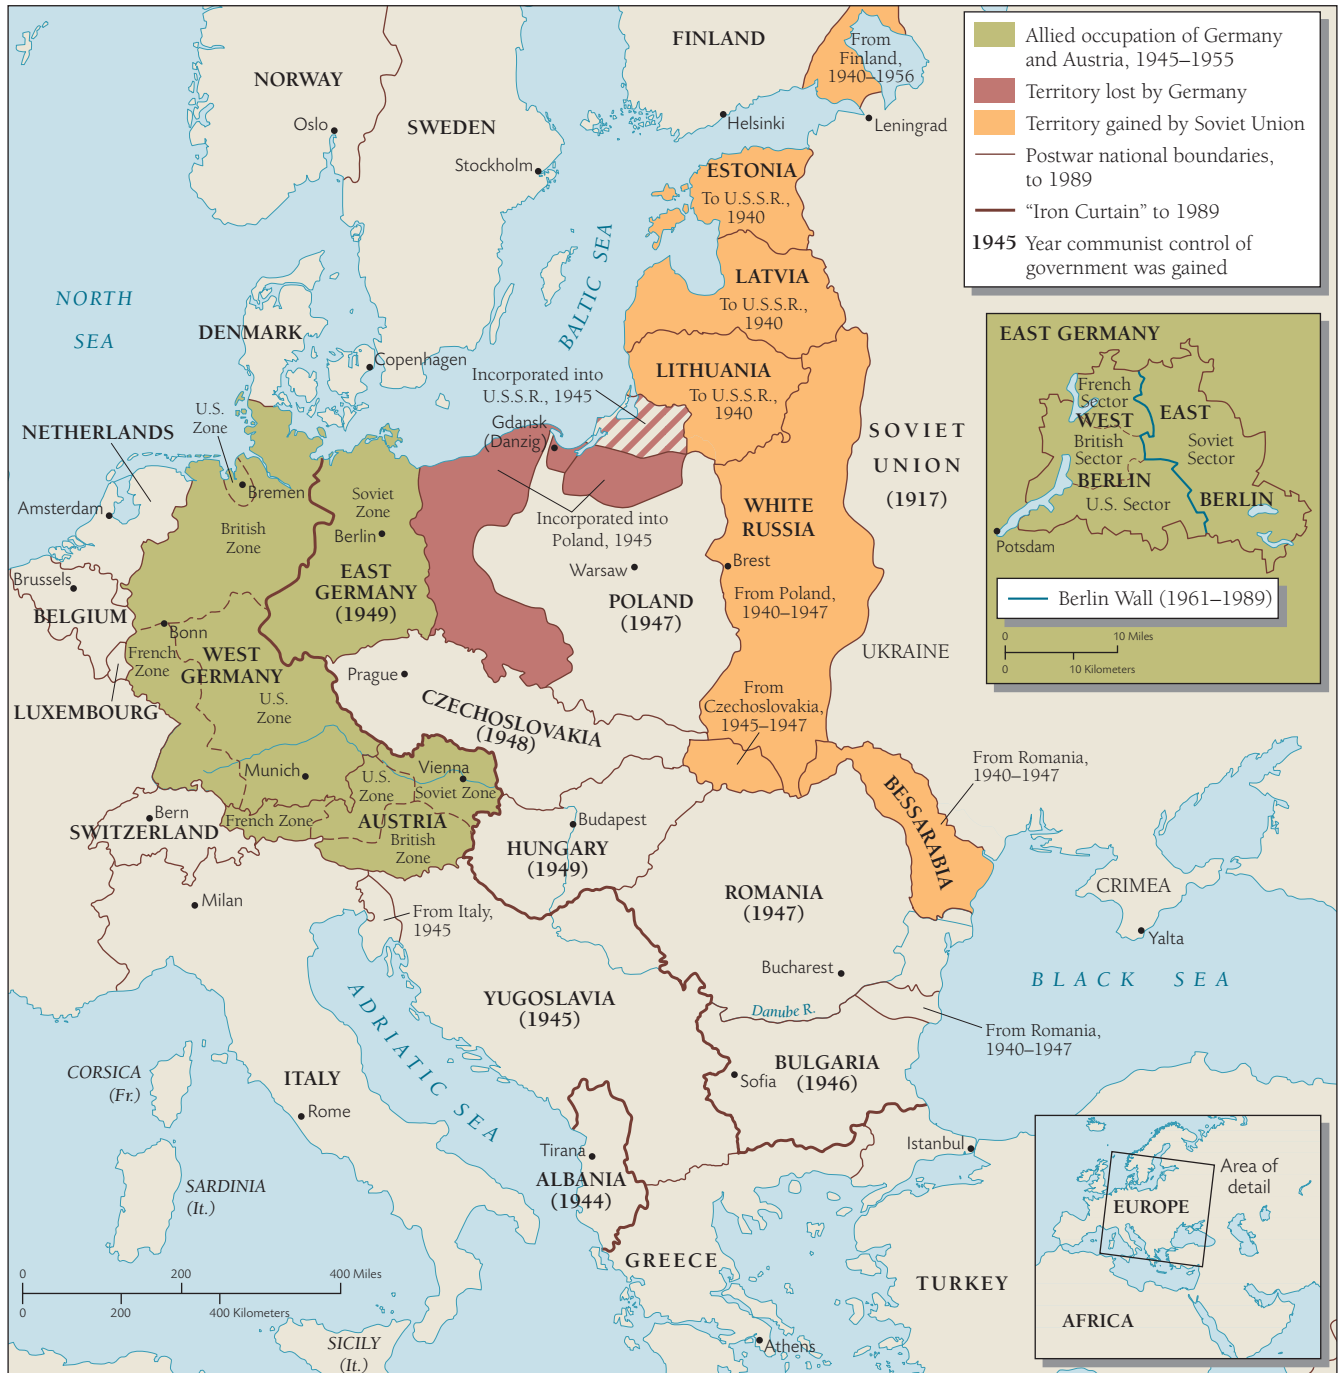 FINLAND
From
Finland,
1940–1956
NORWAY
Oslo
SWEDEN
Stockholm
Helsinki
Leningrad
Allied occupation of Germany
and Austria, 1945–1955
Territory lost by Germany
Territory gained by Soviet Union
Postwar national boundaries,
to 1989
“Iron Curtain” to 1989
1945 Year communist control of
government was gained
ESTONIA
To U.S.S.R.,
1940
LATVIA
To U.S.S.R.,
1940
LITHUANIA
To U.S.S.R.,
1940
NORTH
SEA
BALTIC SEA
DENMARK
Copenhagen
Incorporated into
U.S.S.R., 1945
Gdansk
(Danzig)
U.S.
Zone
NETHERLANDS
Amsterdam
Bremen
British
Zone
Soviet
Zone
Berlin
EAST
GERMANY
(1949)
Incorporated into
Poland, 1945
Warsaw
POLAND
(1947)
SOVIET
UNION
(1917)
WHITE
RUSSIA
Brest
From Poland,
1940–1947
UKRAINE
EAST GERMANY
French
Sector
WEST
British
Sector
BERLIN
U.S. Sector
EAST
Soviet
Sector
BERLIN
Potsdam
Berlin Wall (1961–1989)
0 10 Miles
0 10 Kilometers
Brussels
BELGIUM
Bonn
French
Zone
WEST
GERMANY
U.S.
Zone
LUXEMBOURG
Prague
CZECHOSLOVAKIA
(1948)
From
Czechoslovakia,
1945–1947
Munich
U.S.
Zone
Vienna
Soviet Zone
French Zone
AUSTRIA
British
Zone
Bern
SWITZERLAND
Budapest
HUNGARY
(1949)
From Romania,
1940–1947
BESSARABIA
CRIMEA
Yalta
Milan
From Italy,
1945
ROMANIA
(1947)
Bucharest
BLACK SEA
ADRIATIC SEA
YUGOSLAVIA
(1945)
Danube R.
From Romania,
1940–1947
BULGARIA
(1946)
Sofia
CORSICA
(Fr.)
ITALY
Rome
Tirana
ALBANIA
(1944)
Istanbul
SARDINIA
(It.)
GREECE
TURKEY
Athens
SICILY
(It.)
0 200 400 Miles
0 200 400 Kilometers
Area of
detail
EUROPE
AFRICA